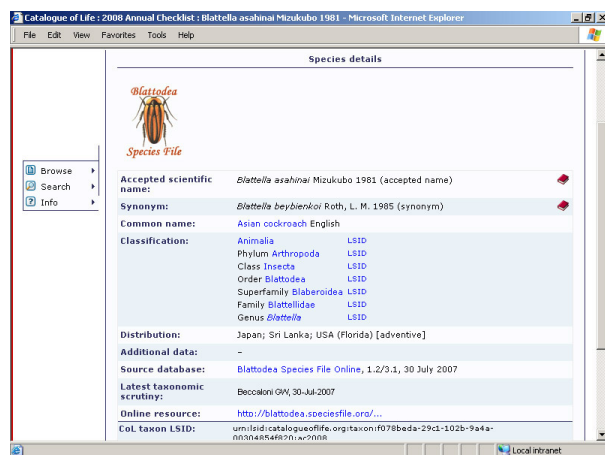 Catalogue of Life : 2008 Annual Checklist : Blattella asahinai Mizukubo 1981 - Microsoft Internet Explorer
File Edit View Favorites Tools Help
Species details
Blattodea
Species File
Browse
Search
? Info
Accepted scientific name: Blattella asahinai Mizukubo 1981 (accepted name)
Synonym: Blattella beybienkoi Roth, L. M. 1985 (synonym)
Common name: Asian cockroach English
Classification: Animalia LSID
Phylum Arthropoda LSID
Class Insecta LSID
Order Blattodea LSID
Superfamily Blaberoidea LSID
Family Blattellidae LSID
Genus Blattella LSID
Distribution: Japan; Sri Lanka; USA (Florida) [adventive]
Additional data: -
Source database: Blattodea Species File Online, 1.2/3.1, 30 July 2007
Latest taxonomic scrutiny: Beccaloni GW, 30-Jul-2007
Online resource: http://blattodea.speciesfile.org/...
CoL taxon LSID: urn:lsid:catalogueoflife.org:taxon:f078beda-29c1-102b-9a4a-
00304854f820:ac2008
Local intranet